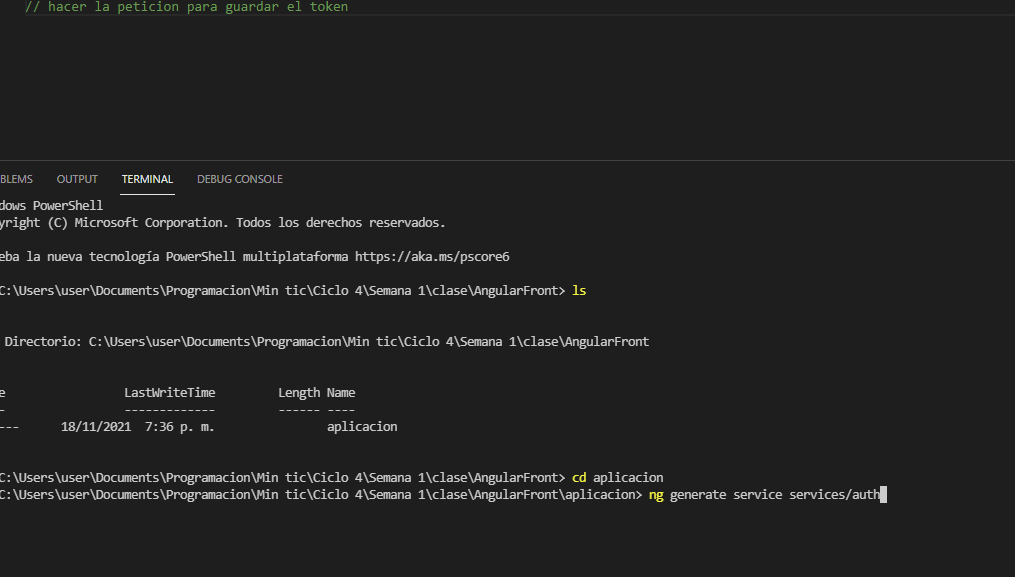 // hacer la peticion para guardar el token
BLEMS OUTPUT TERMINAL DEBUG CONSOLE
dows PowerShell
yright (C) Microsoft Corporation. Todos los derechos reservados.
eba la nueva tecnología PowerShell multiplataforma https://aka.ms/pscore6
C:\Users\user\Documents\Programacion\Min tic\Ciclo 4\Semana 1\clase\AngularFront> ls
Directorio: C:\Users\user\Documents\Programacion\Min tic\Ciclo 4\Semana 1\clase\AngularFront
e LastWriteTime Length Name
- ------------- ------ ----
--- 18/11/2021 7:36 p. m. aplicacion
C:\Users\user\Documents\Programacion\Min tic\Ciclo 4\Semana 1\clase\AngularFront> cd aplicacion
C:\Users\user\Documents\Programacion\Min tic\Ciclo 4\Semana 1\clase\AngularFront\aplicacion> ng generate service services/auth